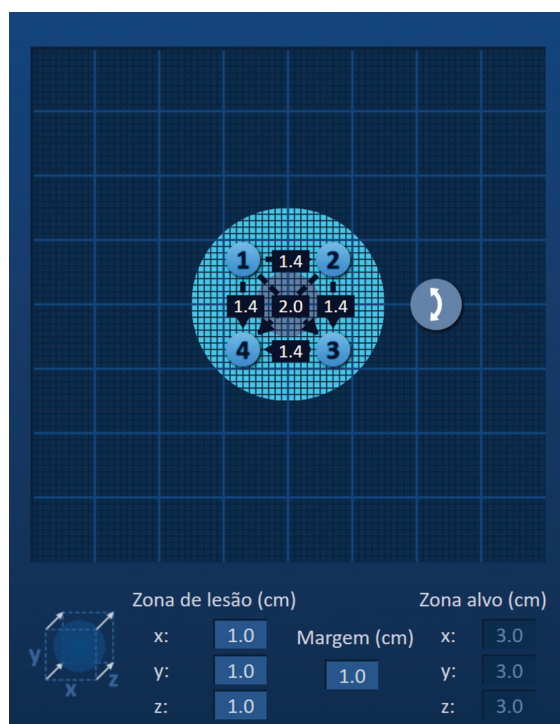 1 1.4 2
1.4 2.0 1.4
4 1.4 3
Zona de lesão (cm) Zona alvo (cm)
x: 1.0 Margem (cm) x: 3.0
y: 1.0 1.0 y: 3.0
z: 1.0 z: 3.0
y
x
z